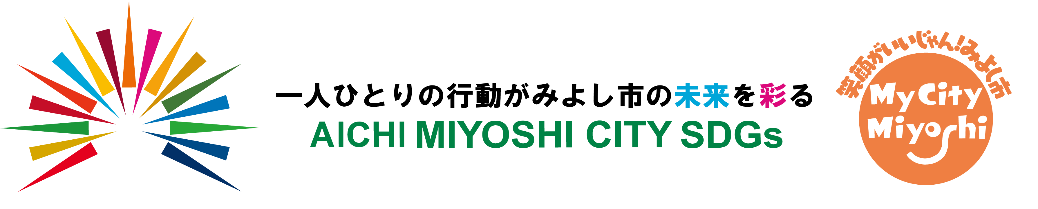 一人ひとりの行動がみよし市の未来を彩る
AICHI MIYOSHI CITY SDGs
笑顔がいいじゃん!みよし市
My City
Miyoshi